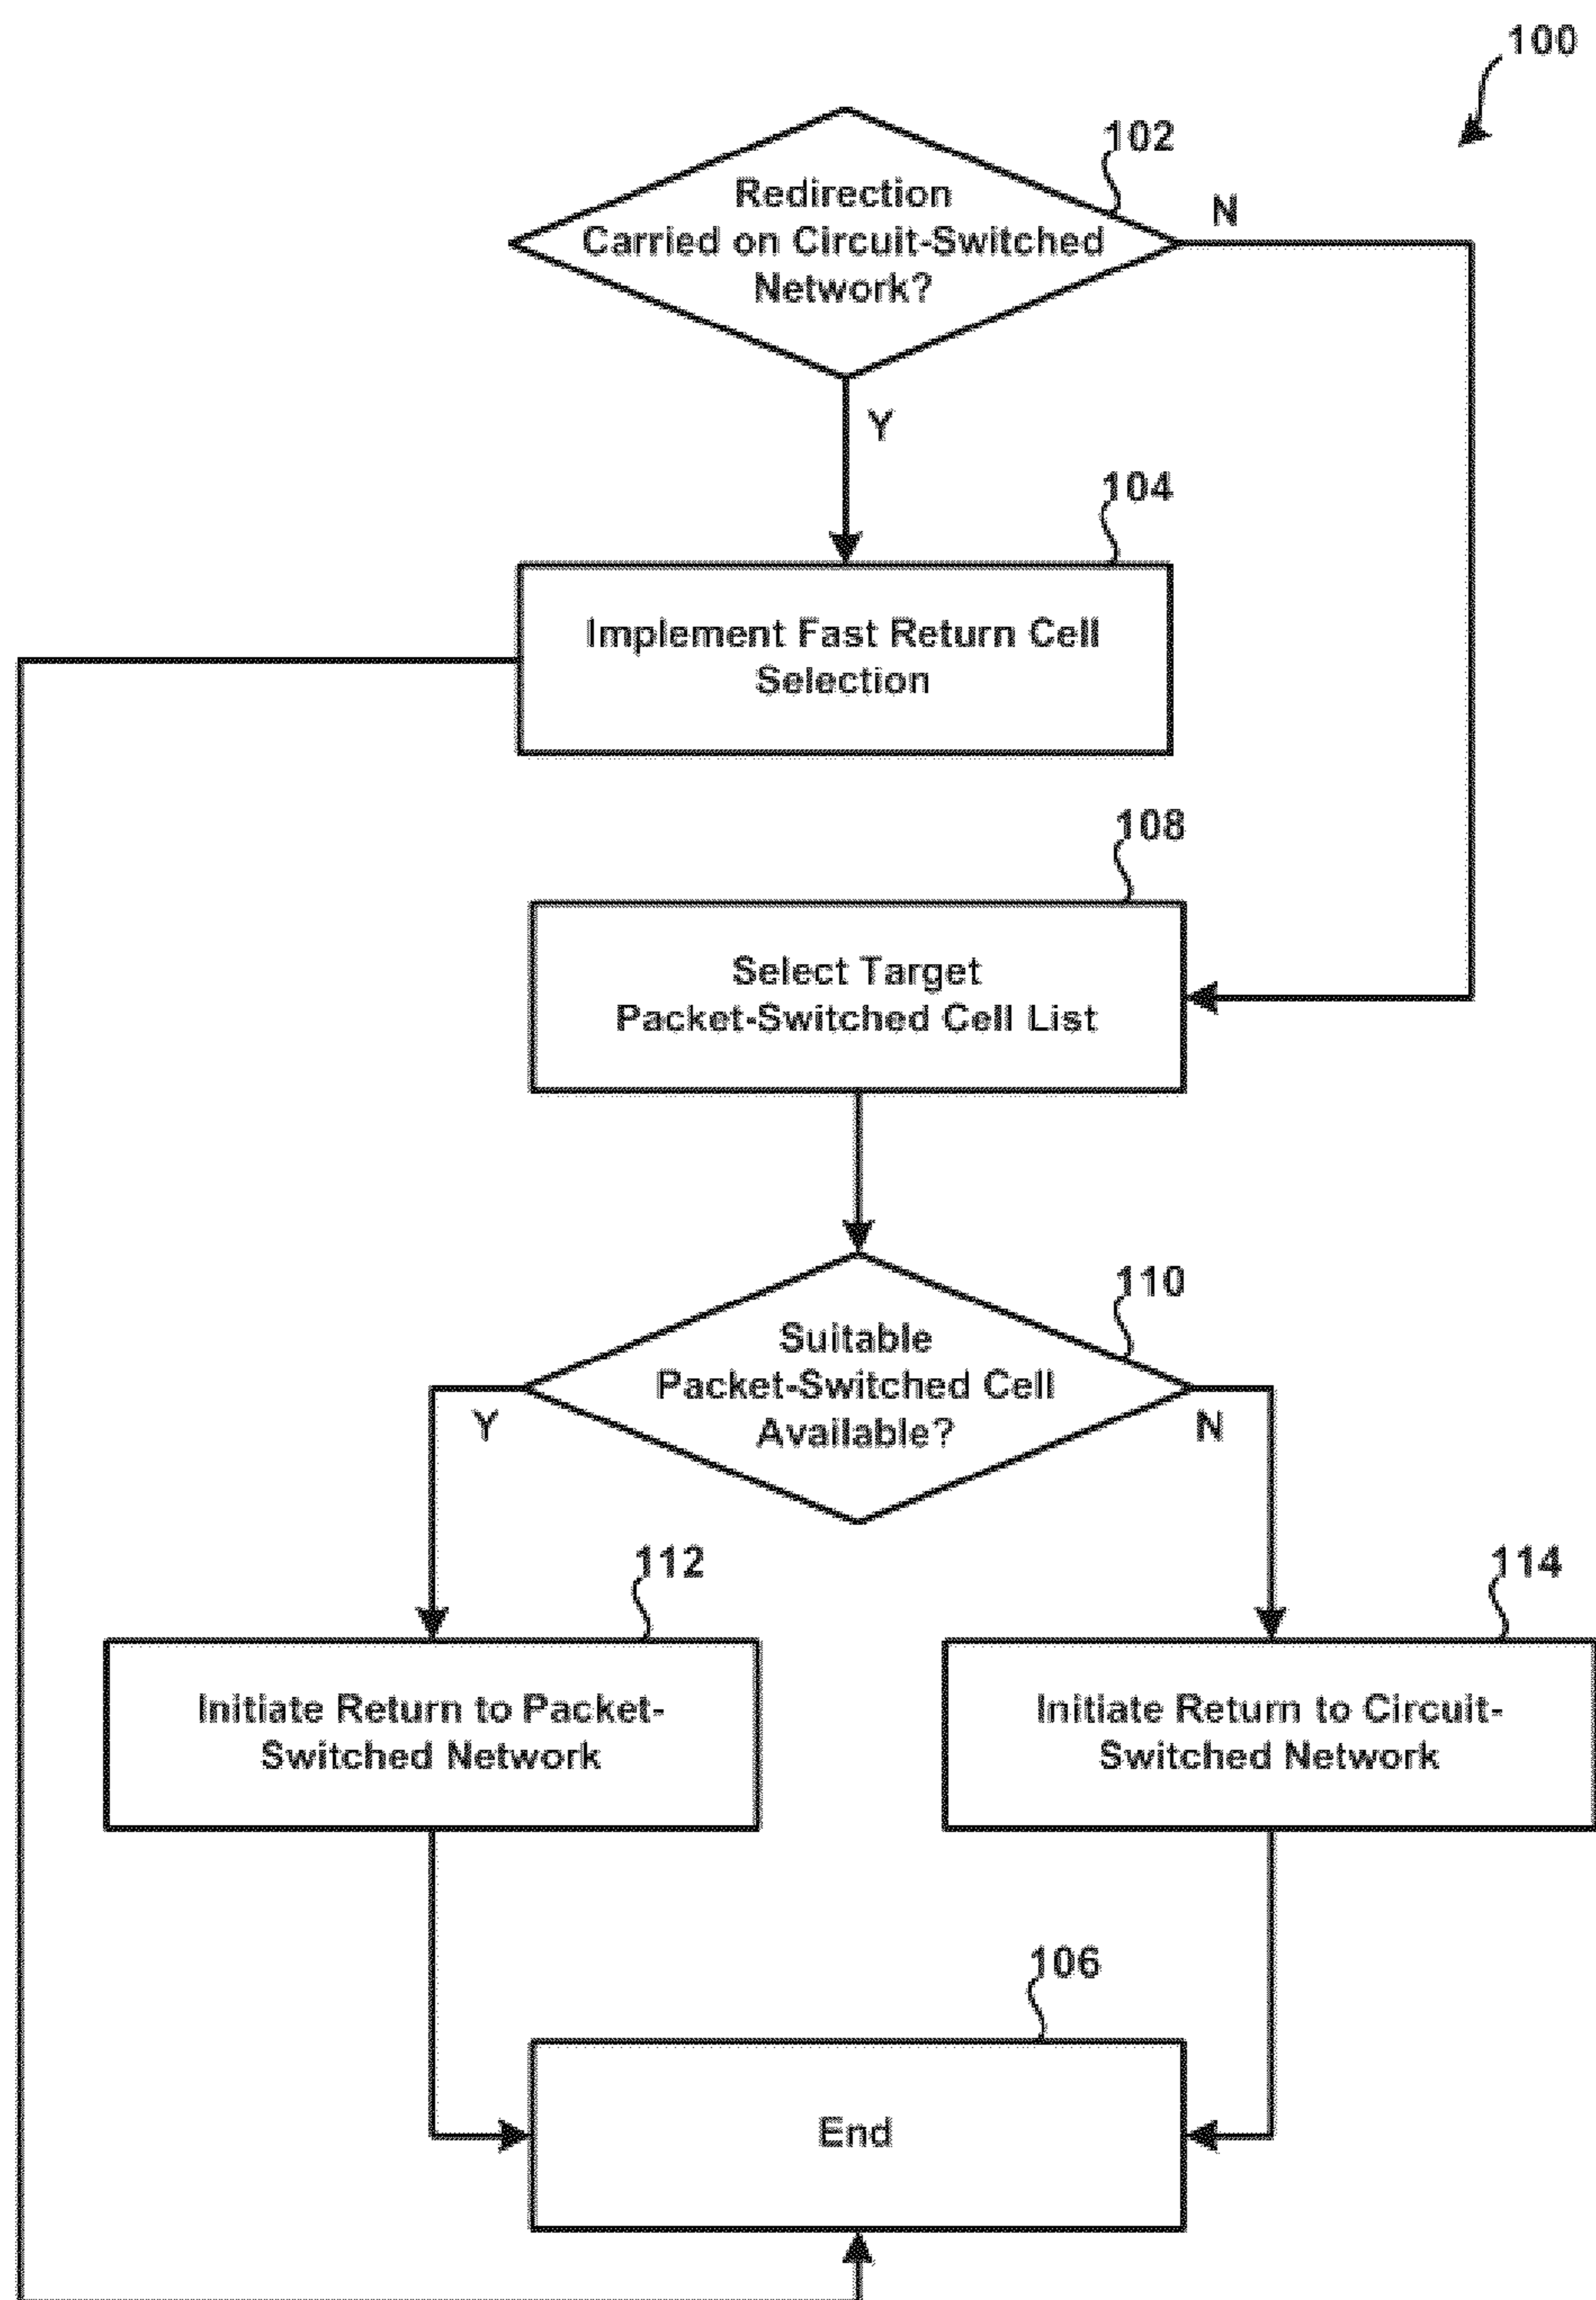 100
102
Redirection
Carried on Circuit-Switched
Network?
N
Y
104
Implement Fast Return Cell
Selection
108
Select Target
Packet-Switched Cell List
110
Suitable
Packet-Switched Cell
Available?
Y
N
112
114
Initiate Return to Packet-
Switched Network
Initiate Return to Circuit-
Switched Network
106
End